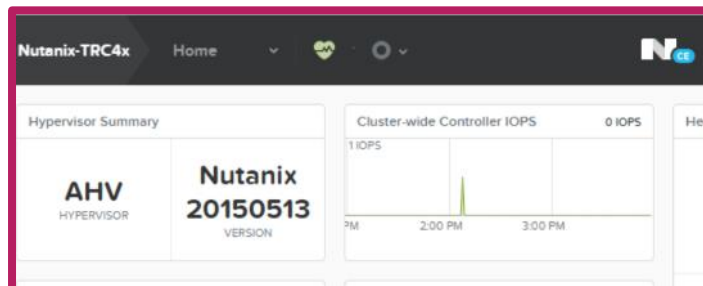 Nutanix-TRC4x
Home
N CE
Hypervisor Summary
AHV
HYPERVISOR
Nutanix
20150513
VERSION
Cluster-wide Controller IOPS
0 IOPS
1 IOPS
PM
2:00 PM
3:00 PM
He